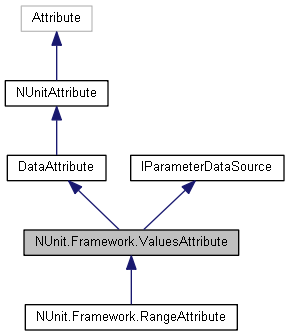 Attribute
NUnitAttribute
DataAttribute
IParameterDataSource
NUnit.Framework.ValuesAttribute
NUnit.Framework.RangeAttribute